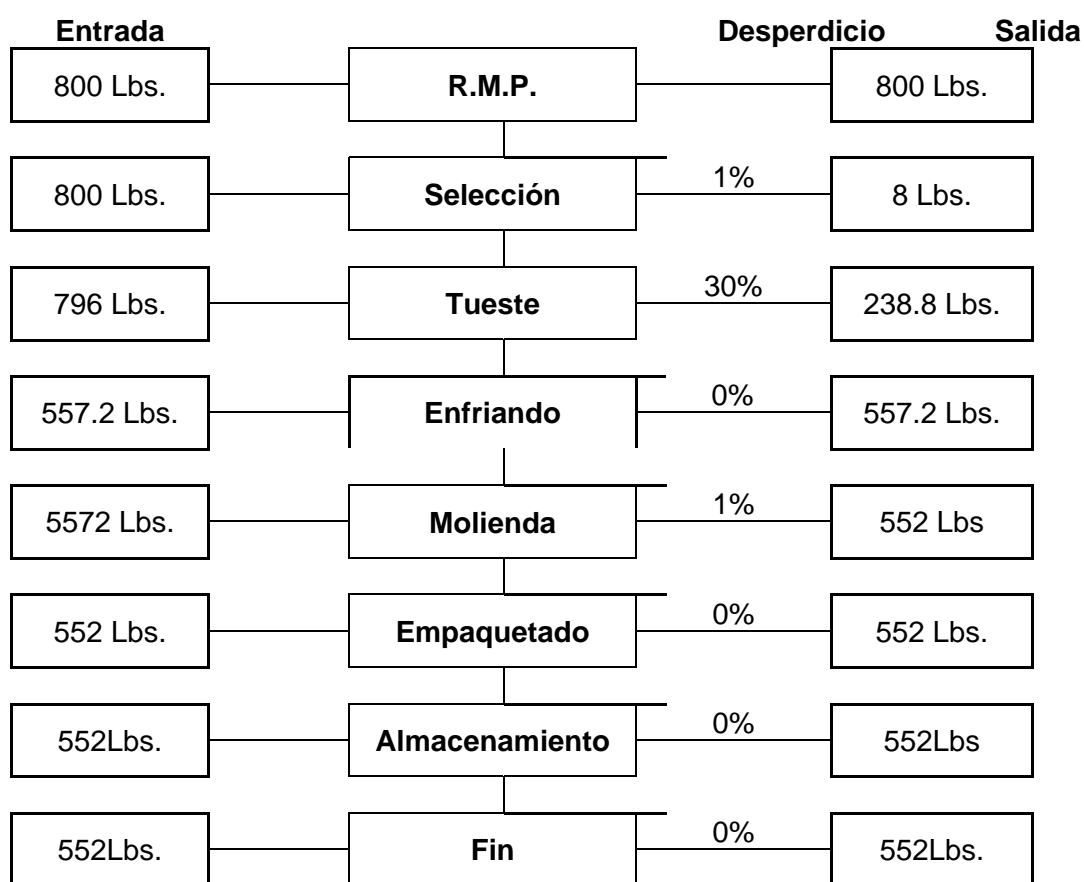 Entrada Desperdicio Salida
800 Lbs. R.M.P. 800 Lbs.
800 Lbs. Selección 1% 8 Lbs.
796 Lbs. Tueste 30% 238.8 Lbs.
557.2 Lbs. Enfriando 0% 557.2 Lbs.
5572 Lbs. Molienda 1% 552 Lbs
552 Lbs. Empaquetado 0% 552 Lbs.
552Lbs. Almacenamiento 0% 552Lbs
552Lbs. Fin 0% 552Lbs.